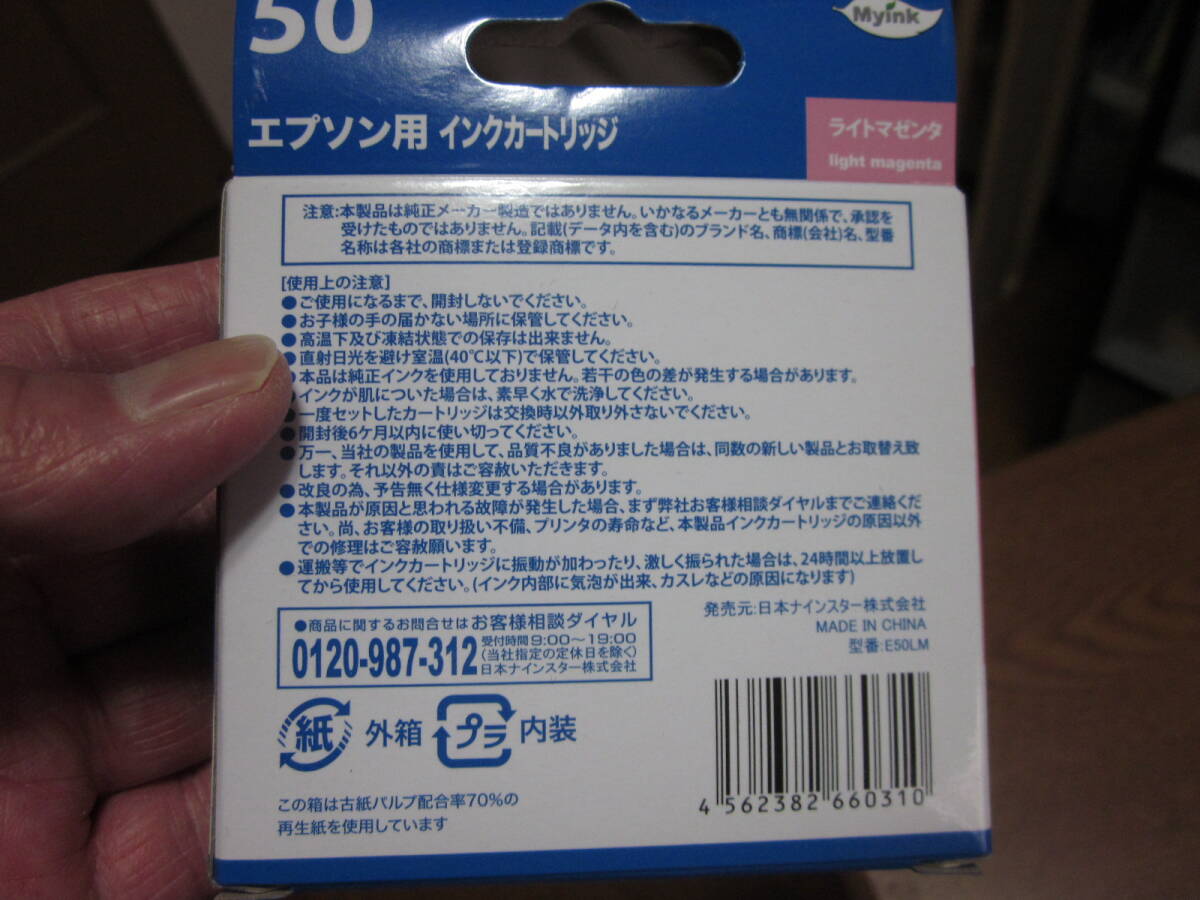 50
Myink
エプソン用 インクカートリッジ
ライトマゼンタ
light magenta
注意:本製品は純正メーカー製造ではありません。いかなるメーカーとも無関係で、承認を
受けたものではありません。記載(データ内を含む)のブランド名、商標(会社)名、型番
名称は各社の商標または登録商標です。
[使用上の注意]
●ご使用になるまで、開封しないでください。
●お子様の手の届かない場所に保管してください。
●高温下及び凍結状態での保存は出来ません。
●直射日光を避け室温(40℃以下)で保管してください。
●本品は純正インクを使用しておりません。若干の色の差が発生する場合があります。
●インクが肌についた場合は、素早く水で洗浄してください。
●一度セットしたカートリッジは交換時以外取り外さないでください。
●開封後6ケ月以内に使い切ってください。
●万一、当社の製品を使用して、品質不良がありました場合は、同数の新しい製品とお取替え致
します。それ以外の責はご容赦いただきます。
●改良の為、予告無く仕様変更する場合があります。
●本製品が原因と思われる故障が発生した場合、まず弊社お客様相談ダイヤルまでご連絡くだ
さい。尚、お客様の取り扱い不備、プリンタの寿命など、本製品インクカートリッジの原因以外
での修理はご容赦願います。
●運搬等でインクカートリッジに振動が加わったり、激しく振られた場合は、24時間以上放置し
てから使用してください。(インク内部に気泡が出来、カスレなどの原因になります)
●商品に関するお問合せはお客様相談ダイヤル
0120-987-312
受付時間9:00~19:00
(当社指定の定休日を除く)
日本ナインスター株式会社
発売元:日本ナインスター株式会社
MADE IN CHINA
型番:E50LM
紙 外箱 プラ 内装
この箱は古紙パルプ配合率70%の
再生紙を使用しています
4 562382 660310